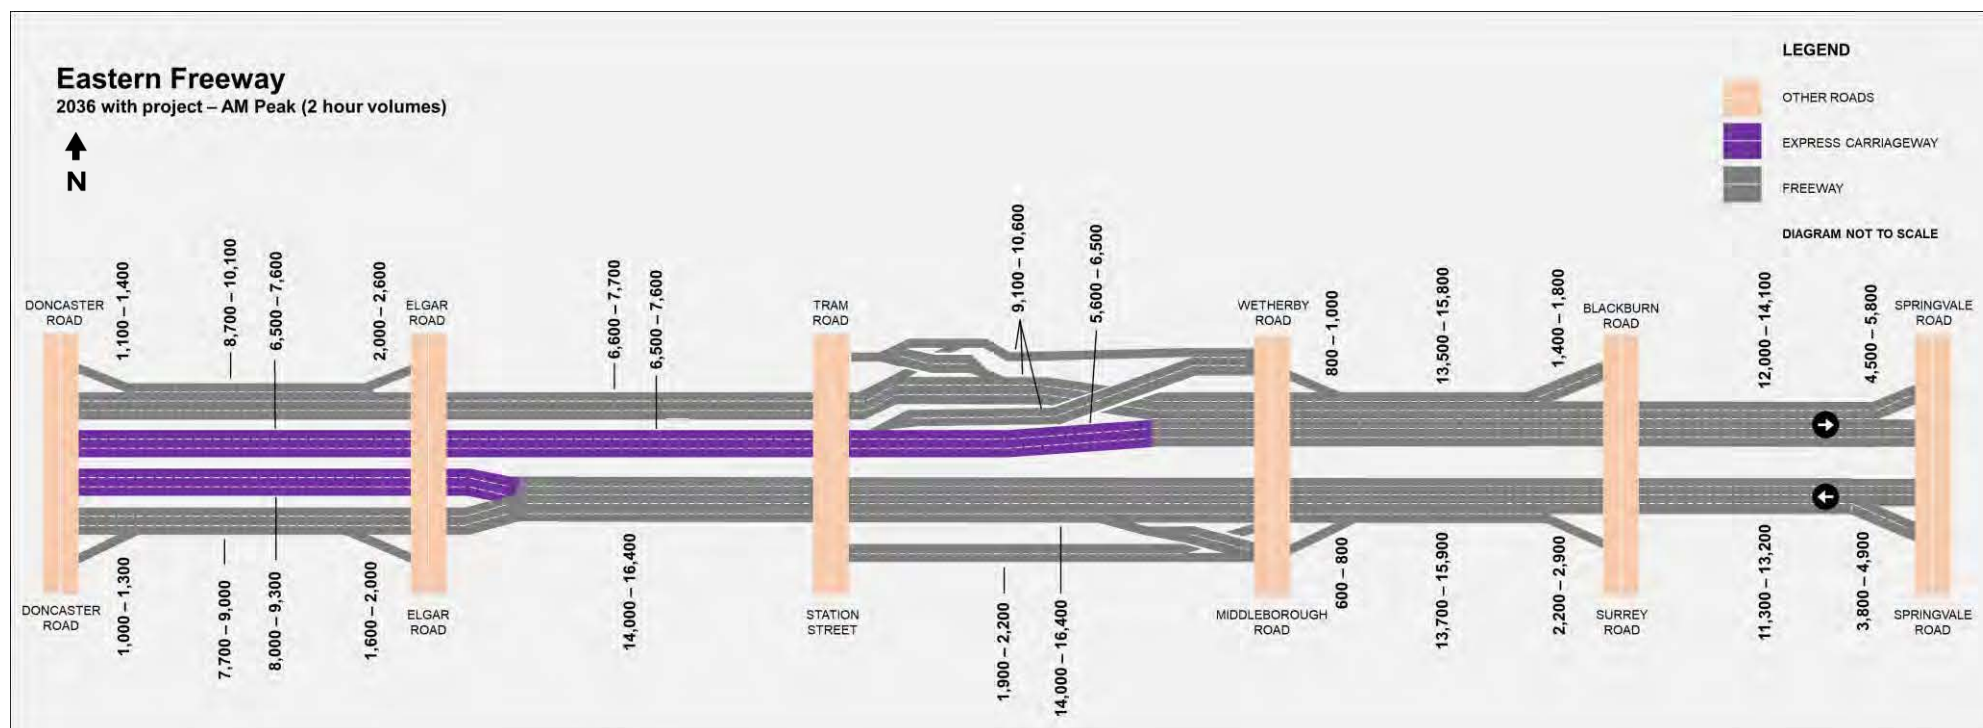 Eastern Freeway
2036 with project – AM Peak (2 hour volumes)
N
LEGEND
OTHER ROADS
EXPRESS CARRIAGEWAY
FREEWAY
DIAGRAM NOT TO SCALE
DONCASTER
ROAD
1,100 – 1,400
8,700 – 10,100
6,500 – 7,600
2,000 – 2,600
ELGAR
ROAD
6,600 – 7,700
6,500 – 7,600
TRAM
ROAD
9,100 – 10,600
5,600 – 6,500
WETHERBY
ROAD
800 – 1,000
13,500 – 15,800
1,400 – 1,800
BLACKBURN
ROAD
12,000 – 14,100
4,500 – 5,800
SPRINGVALE
ROAD
DONCASTER
ROAD
1,000 – 1,300
7,700 – 9,000
8,000 – 9,300
1,600 – 2,000
ELGAR
ROAD
14,000 – 16,400
STATION
STREET
1,900 – 2,200
14,000 – 16,400
MIDDLEBOROUGH
ROAD
600 – 800
13,700 – 15,900
2,200 – 2,900
SURREY
ROAD
11,300 – 13,200
3,800 – 4,900
SPRINGVALE
ROAD